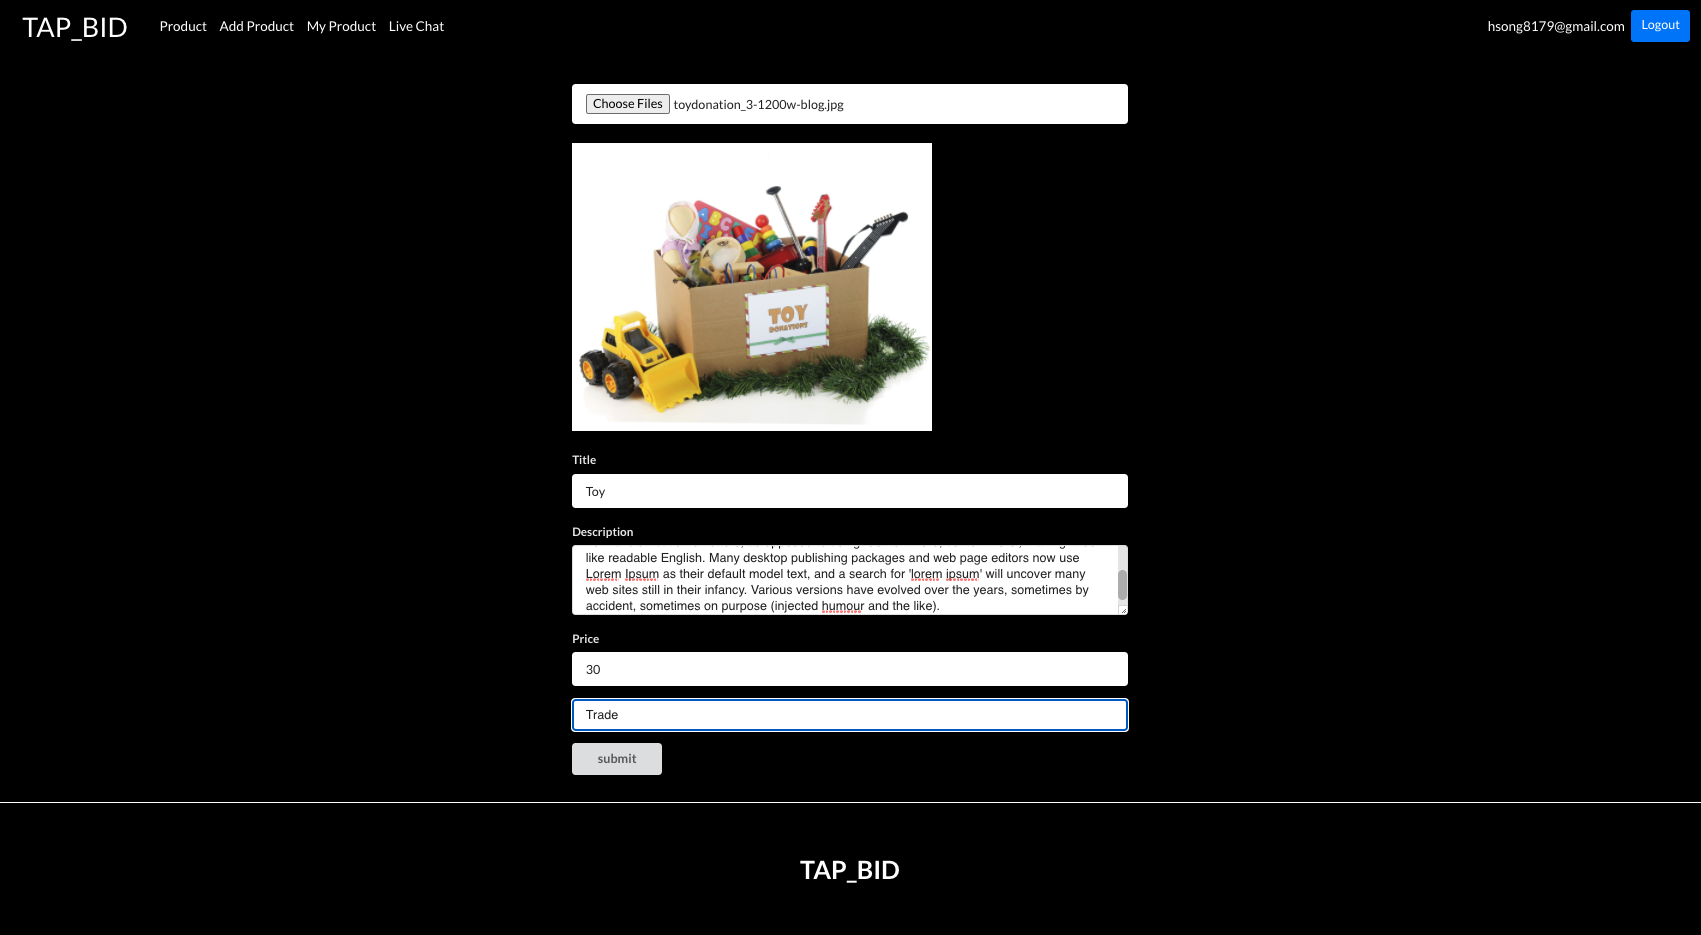 TAP_BID
Product Add Product My Product Live Chat
hsong8179@gmail.com Logout
Choose Files toydonation_3-1200w-blog.jpg
ABC
TOY
DONATIONS
Title
Toy
Description
like readable English. Many desktop publishing packages and web page editors now use
Lorem Ipsum as their default model text, and a search for 'lorem ipsum' will uncover many
web sites still in their infancy. Various versions have evolved over the years, sometimes by
accident, sometimes on purpose (injected humour and the like).
Price
30
Trade
submit
TAP_BID